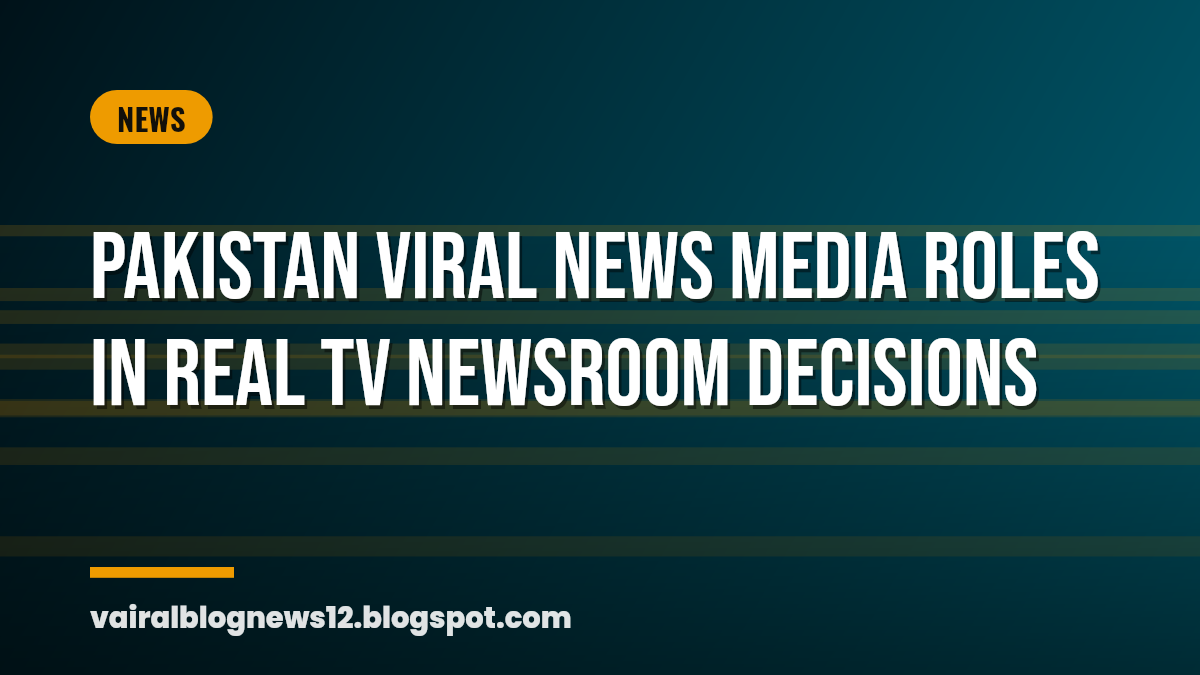 NEWS
PAKISTAN VIRAL NEWS MEDIA ROLES
IN REAL TV NEWSROOM DECISIONS
vairalblognews12.blogspot.com